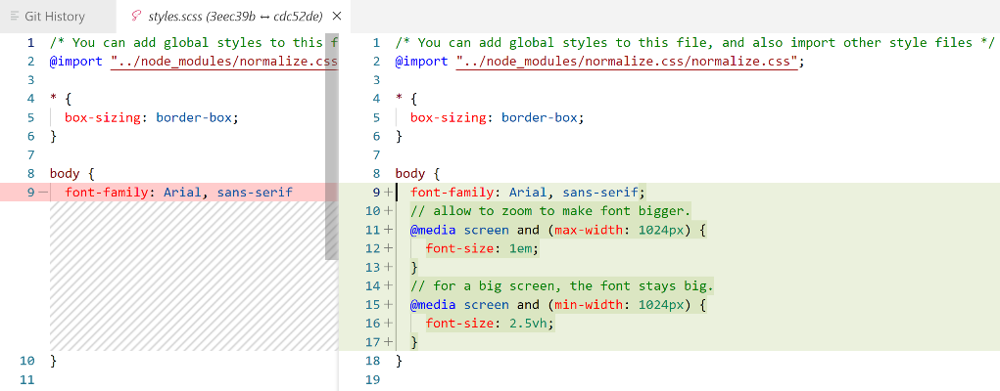 Git History
styles.scss (3eec39b ↔ cdc52de) ×
1 /* You can add global styles to this f
2 @import "../node_modules/normalize.css
3
4 * {
5 box-sizing: border-box;
6 }
7
8 body {
9 — font-family: Arial, sans-serif
10 }
11
1 /* You can add global styles to this file, and also import other style files */
2 @import "../node_modules/normalize.css/normalize.css";
3
4 * {
5 box-sizing: border-box;
6 }
7
8 body {
9 + font-family: Arial, sans-serif;
10 + // allow to zoom to make font bigger.
11 + @media screen and (max-width: 1024px) {
12 + font-size: 1em;
13 + }
14 + // for a big screen, the font stays big.
15 + @media screen and (min-width: 1024px) {
16 + font-size: 2.5vh;
17 + }
18 }
19